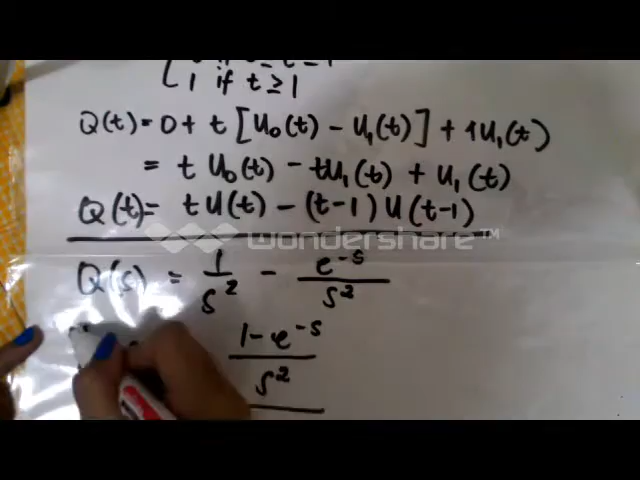 1 if t ≥ 1
Q(t) = 0 + t [u₀(t) − u₁(t)] + 1u₁(t)
= t u₀(t) − tu₁(t) + u₁(t)
Q(t) = t u(t) − (t−1) u(t−1)
wondershare™
Q(s) = 1/s² − e^−s/s²
1−e^−s/s²